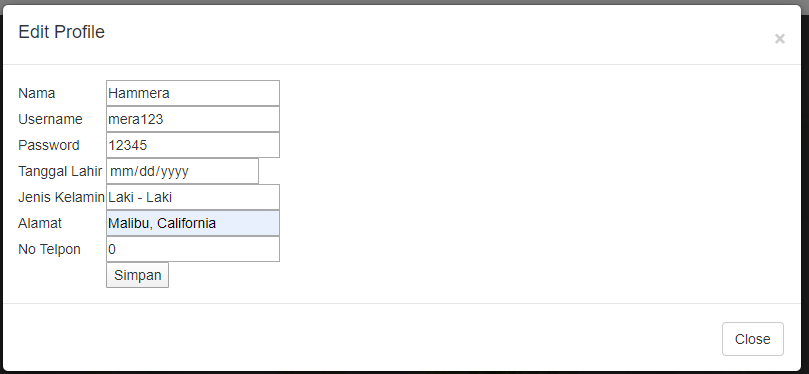 Edit Profile
×
Nama Hammera
Username mera123
Password 12345
Tanggal Lahir mm/dd/yyyy
Jenis Kelamin Laki - Laki
Alamat Malibu, California
No Telpon 0
Simpan
Close